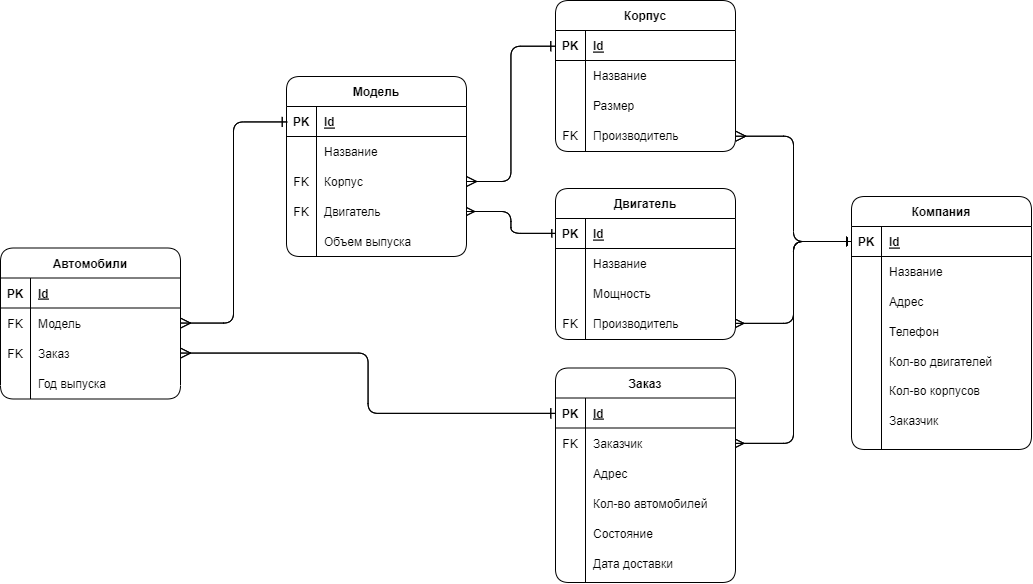 Корпус
PK Id
Название
Размер
FK Производитель
Модель
PK Id
Название
FK Корпус
FK Двигатель
Объем выпуска
Двигатель
PK Id
Название
Мощность
FK Производитель
Компания
PK Id
Название
Адрес
Телефон
Кол-во двигателей
Кол-во корпусов
Заказчик
Автомобили
PK Id
FK Модель
FK Заказ
Год выпуска
Заказ
PK Id
FK Заказчик
Адрес
Кол-во автомобилей
Состояние
Дата доставки